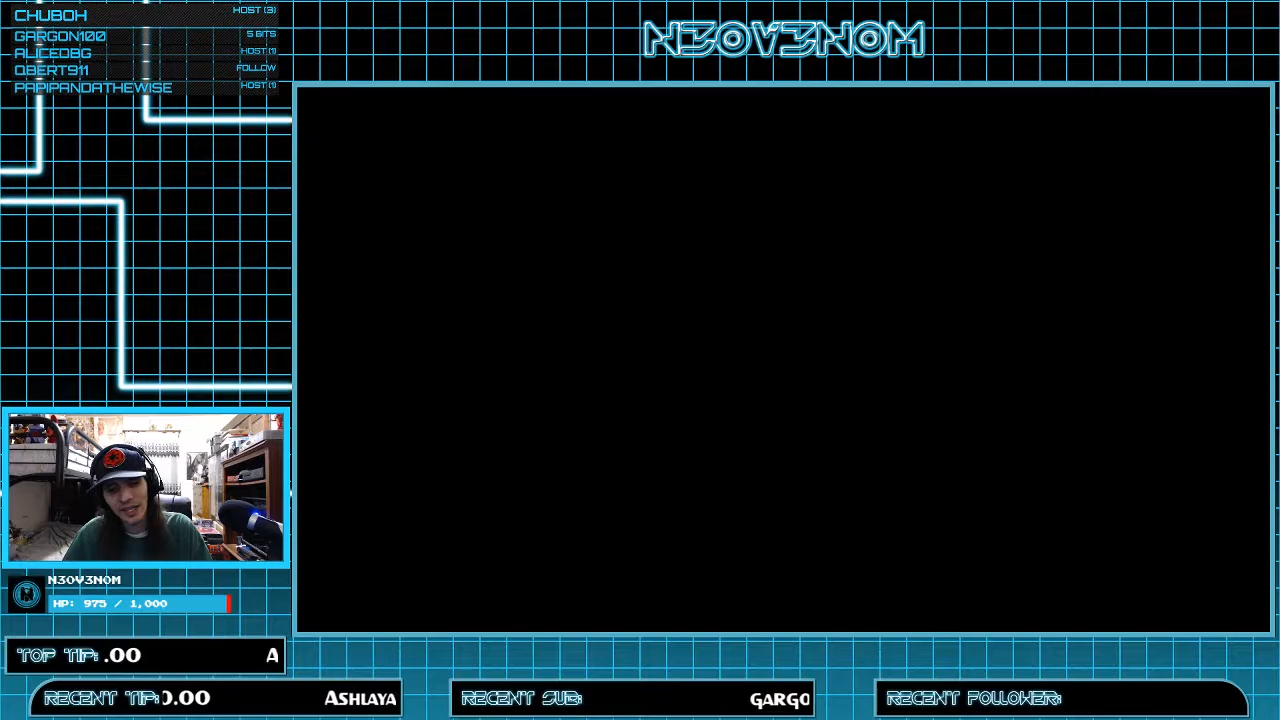 CHUBOH HOST (3)
GARGON100 5 BITS
ALICEDBG HOST (1)
QBERT911 FOLLOW
PAPIPANDATHEWISE HOST (1)
N3OV3NOM
N3OV3NOM
HP: 975 / 1,000
TOP TIP: .00 A
RECENT TIP: 0.00 ASHLAYA
RECENT SUB: GARGO
RECENT FOLLOWER: